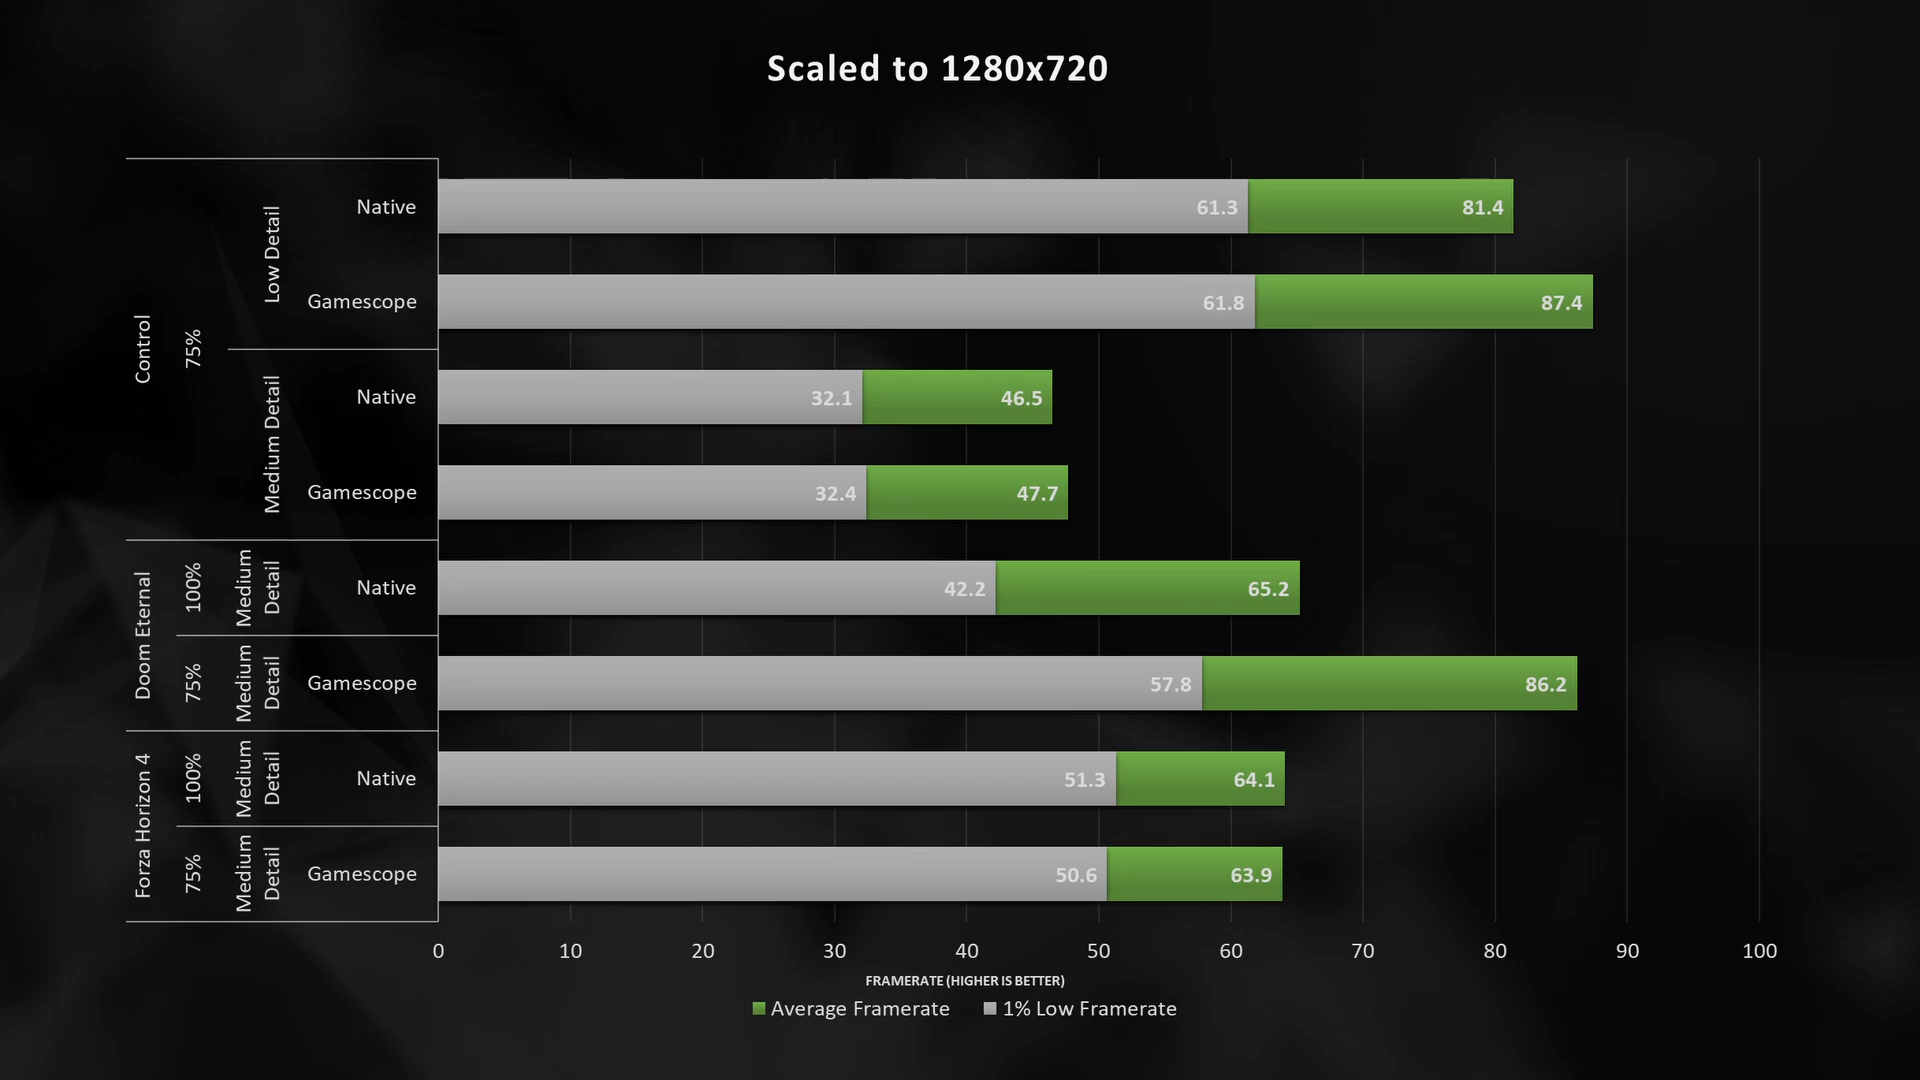 Scaled to 1280x720
Control
75%
Low Detail
Native
61.3
81.4
Gamescope
61.8
87.4
Medium Detail
Native
32.1
46.5
Gamescope
32.4
47.7
Doom Eternal
100%
Medium
Detail
Native
42.2
65.2
75%
Medium
Detail
Gamescope
57.8
86.2
Forza Horizon 4
100%
Medium
Detail
Native
51.3
64.1
75%
Medium
Detail
Gamescope
50.6
63.9
0 10 20 30 40 50 60 70 80 90 100
FRAMERATE (HIGHER IS BETTER)
Average Framerate 1% Low Framerate